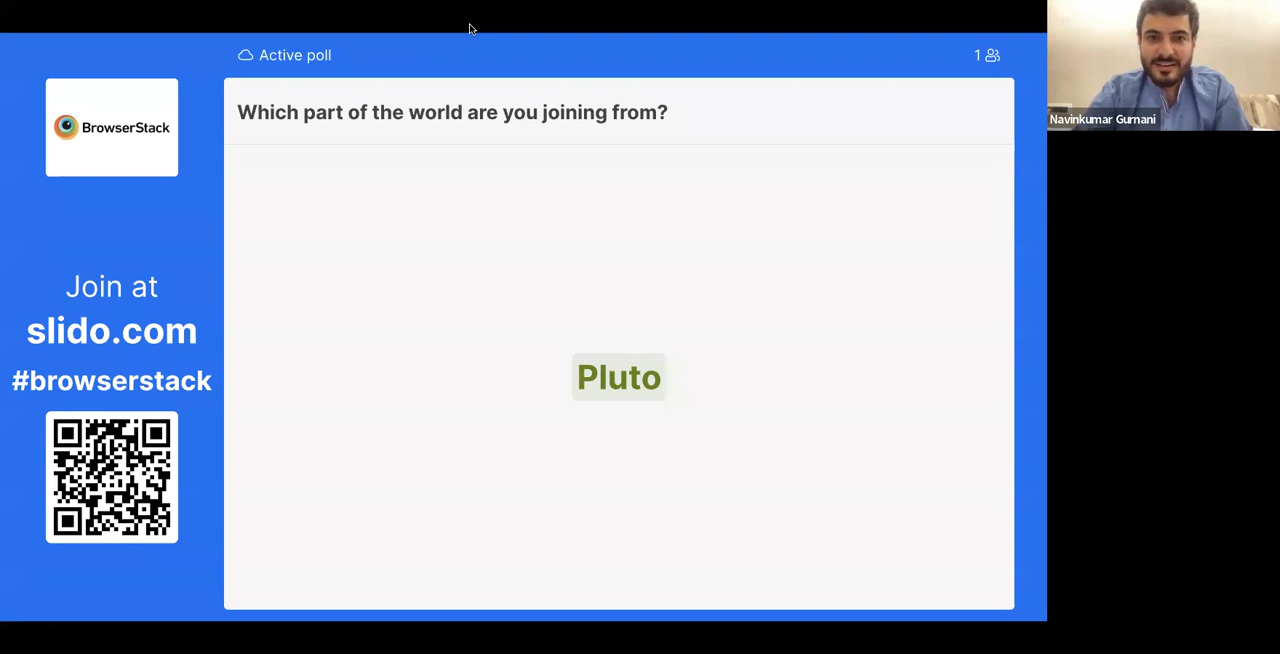 Active poll
1
BrowserStack
Which part of the world are you joining from?
Navinkumar Gurnani
Join at
slido.com
#browserstack
Pluto